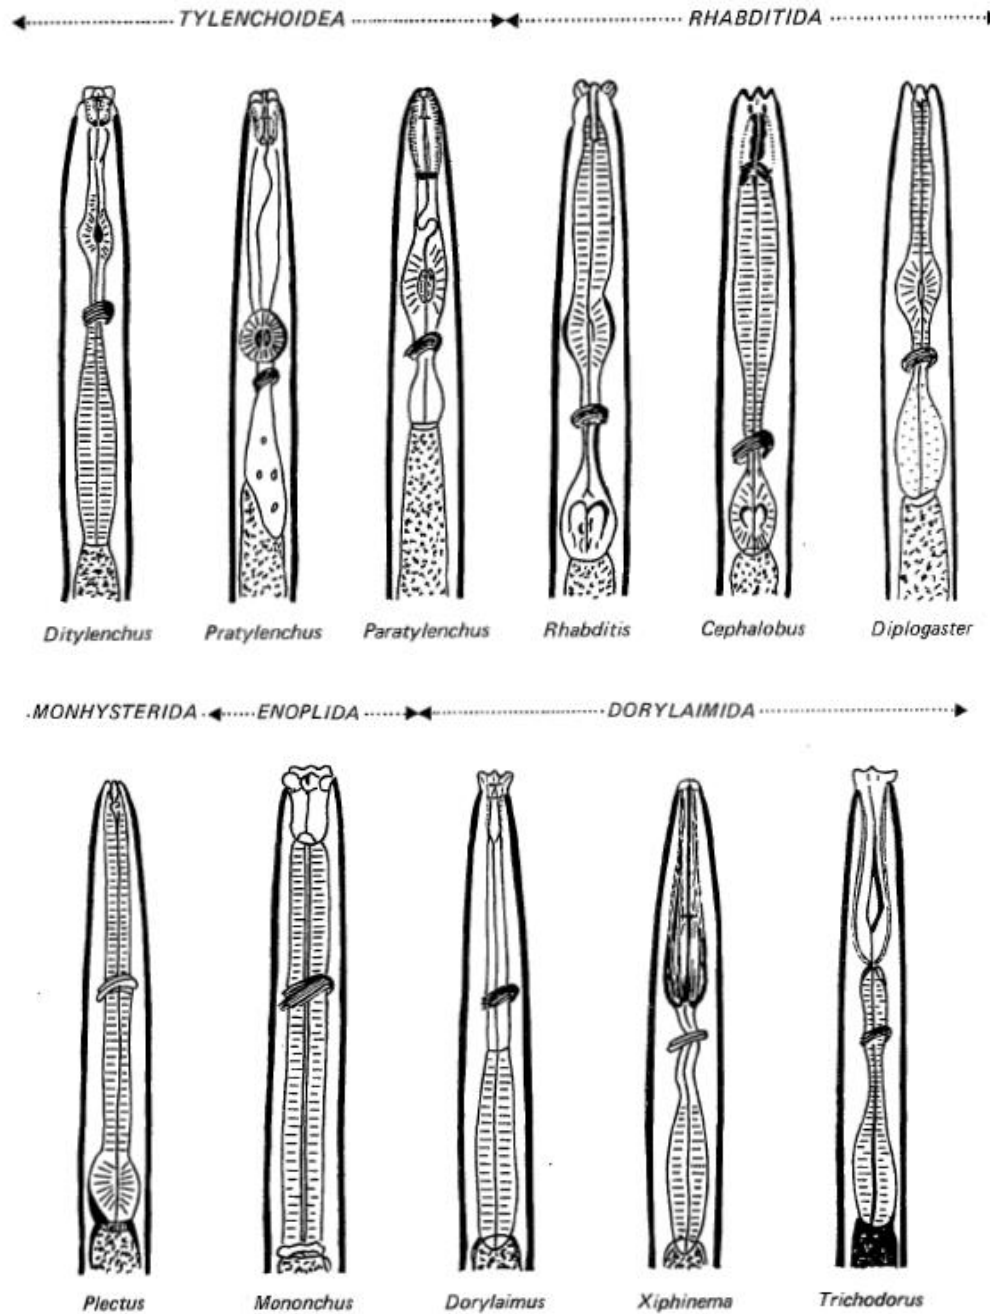 TYLENCHOIDEA RHABDITIDA
Ditylenchus Pratylenchus Paratylenchus Rhabditis Cephalobus Diplogaster
MONHYSTERIDA ENOPLIDA DORYLAIMIDA
Plectus Mononchus Dorylaimus Xiphinema Trichodorus